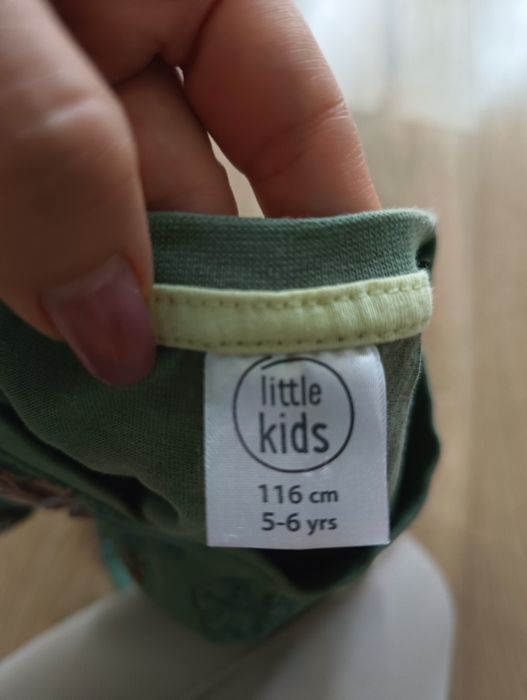 little
kids
116 cm
5-6 yrs